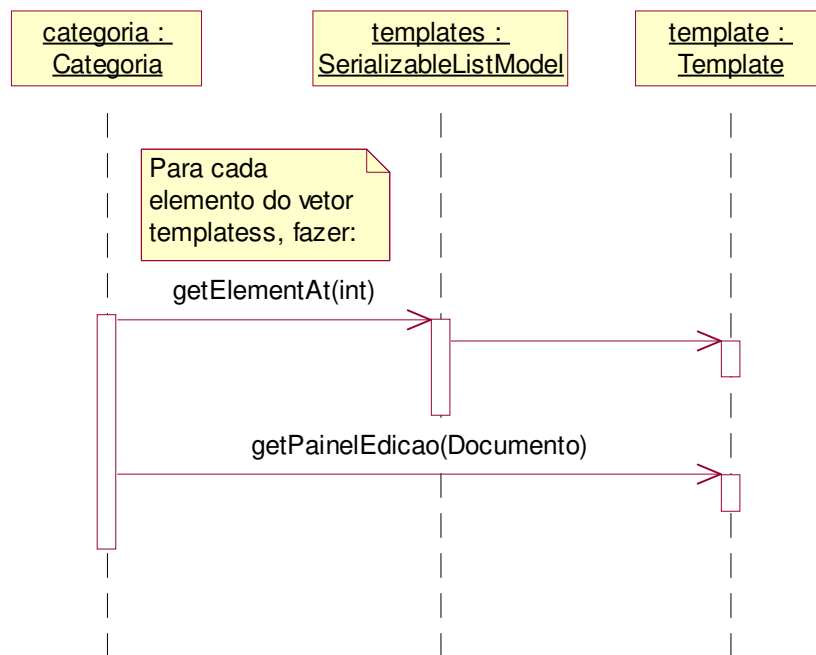 categoria :
Categoria
templates :
SerializableListModel
template :
Template
Para cada
elemento do vetor
templatess, fazer:
getElementAt(int)
getPainelEdicao(Documento)